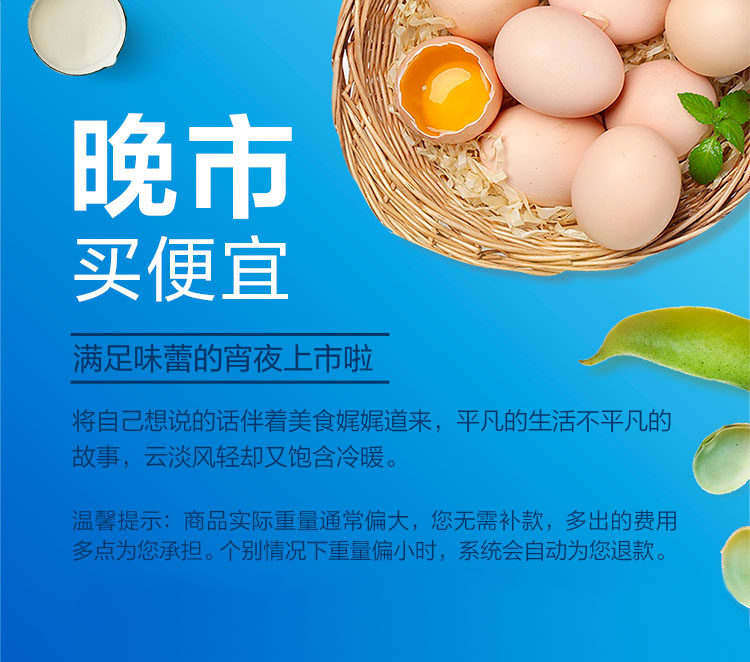 晚市
买便宜
满足味蕾的宵夜上市啦
将自己想说的话伴着美食娓娓道来，平凡的生活不平凡的
故事，云淡风轻却又饱含冷暖。
温馨提示：商品实际重量通常偏大，您无需补款，多出的费用
多点为您承担。个别情况下重量偏小时，系统会自动为您退款。